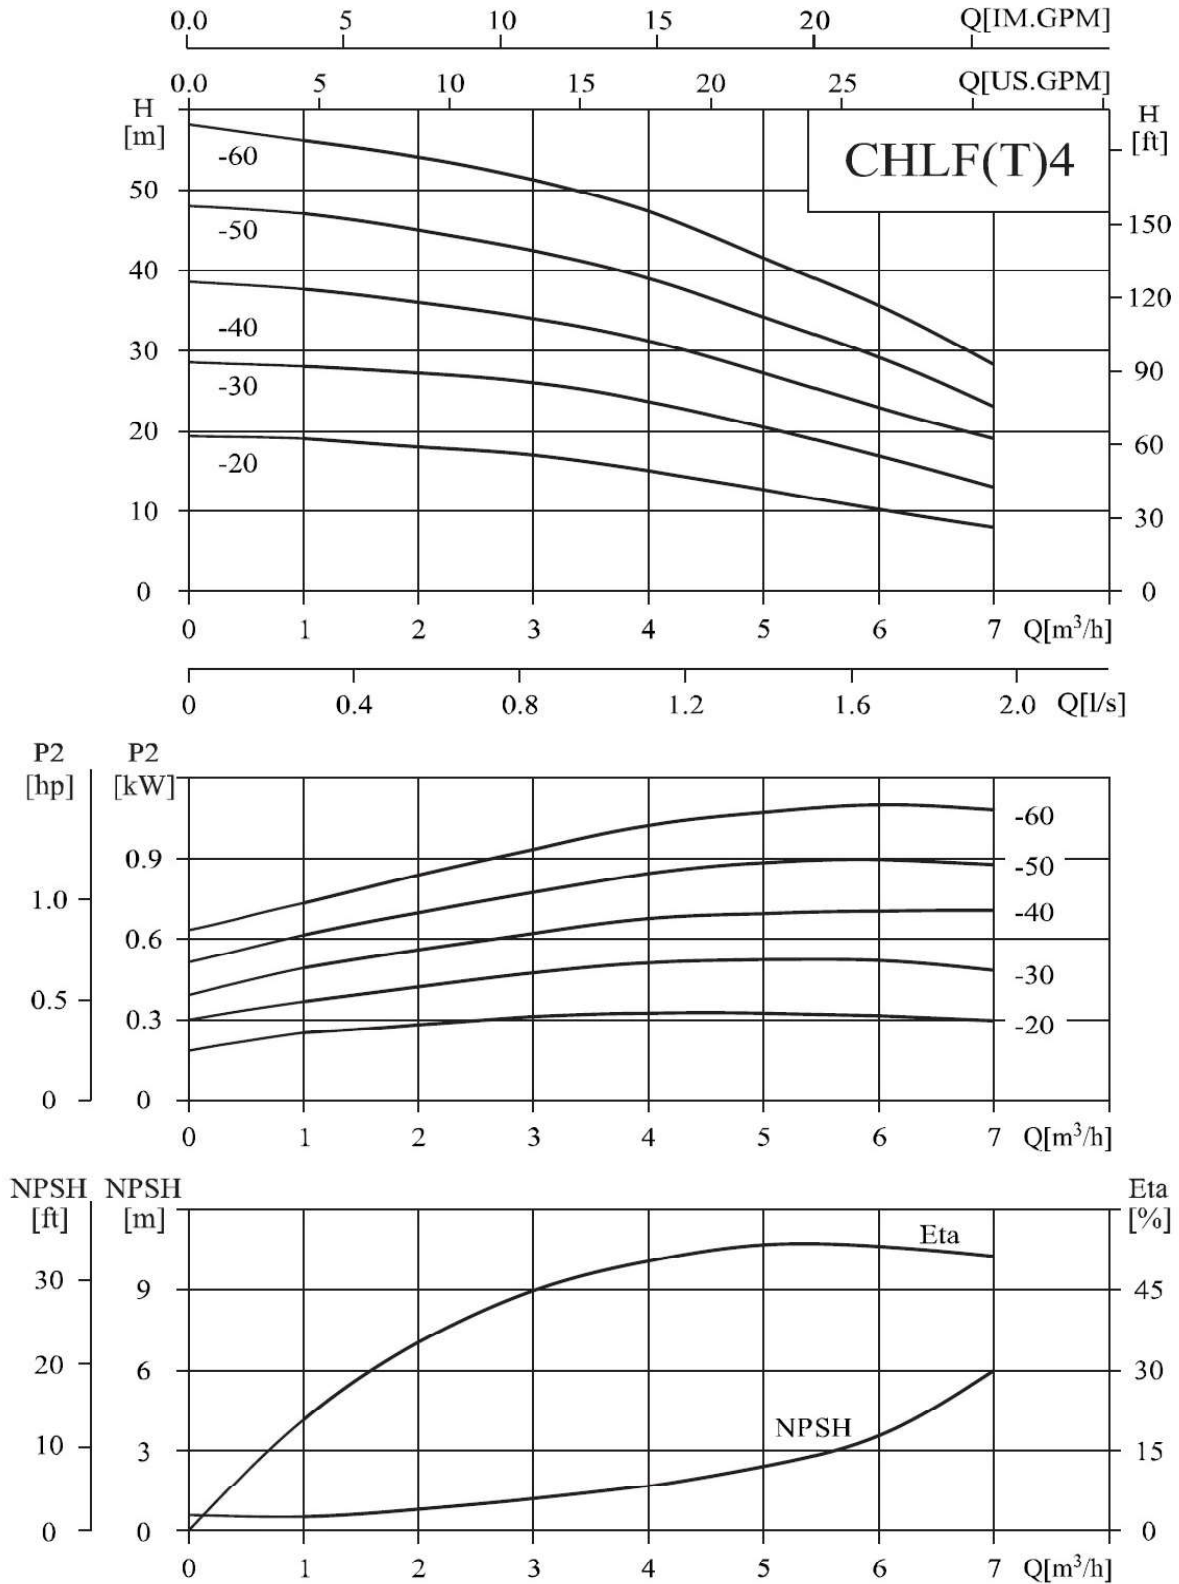 0.0 5 10 15 20 Q[IM.GPM]
0.0 5 10 15 20 25 Q[US.GPM]
H
[m]
H
[ft]
CHLF(T)4
-60
50
-50
150
40
120
-40
30
90
-30
20
60
-20
10
30
0
0
0 1 2 3 4 5 6 7 Q[m³/h]
0 0.4 0.8 1.2 1.6 2.0 Q[l/s]
P2 P2
[hp] [kW]
-60
0.9
-50
1.0
-40
0.6
-30
0.5
0.3
-20
0 0
0 1 2 3 4 5 6 7 Q[m³/h]
NPSH NPSH Eta
[ft] [m] [%]
Eta
30 9 45
20 6 30
NPSH
10 3 15
0 0 0
0 1 2 3 4 5 6 7 Q[m³/h]